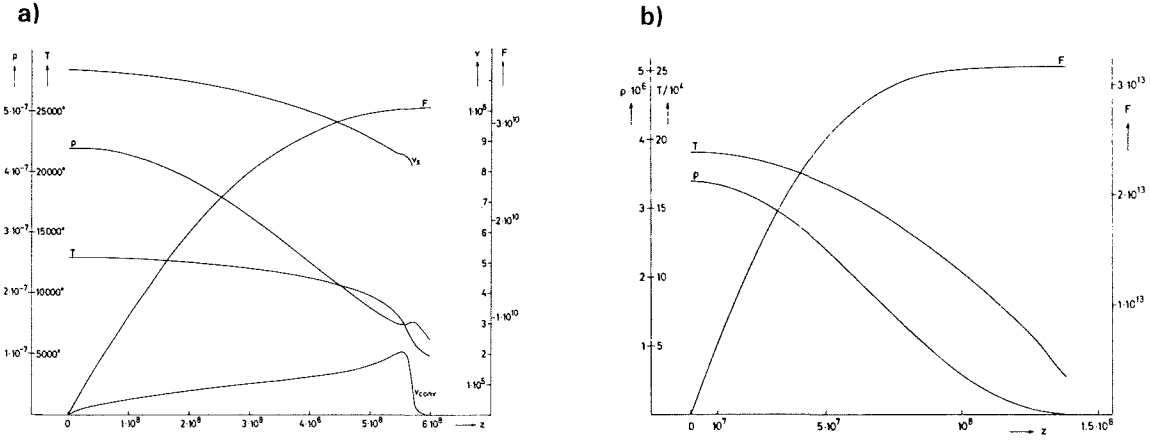 a)
ρ T
v F
5·10⁻⁷ 25000°
4·10⁻⁷ 20000°
3·10⁻⁷ 15000°
2·10⁻⁷ 10000°
1·10⁻⁷ 5000°
1·10⁶
9
8
7
6
5
4
3
2
1·10⁵
3·10¹⁰
2·10¹⁰
1·10¹⁰
F
v_s
ρ
T
v_conv
0 1·10⁸ 2·10⁸ 3·10⁸ 4·10⁸ 5·10⁸ 6·10⁸ z
b)
ρ·10⁶ T/10⁴
5 25
4 20
3 15
2 10
1 5
F
T
ρ
3·10¹³
F
2·10¹³
1·10¹³
0 10⁷ 5·10⁷ 10⁸ 1.5·10⁸
z